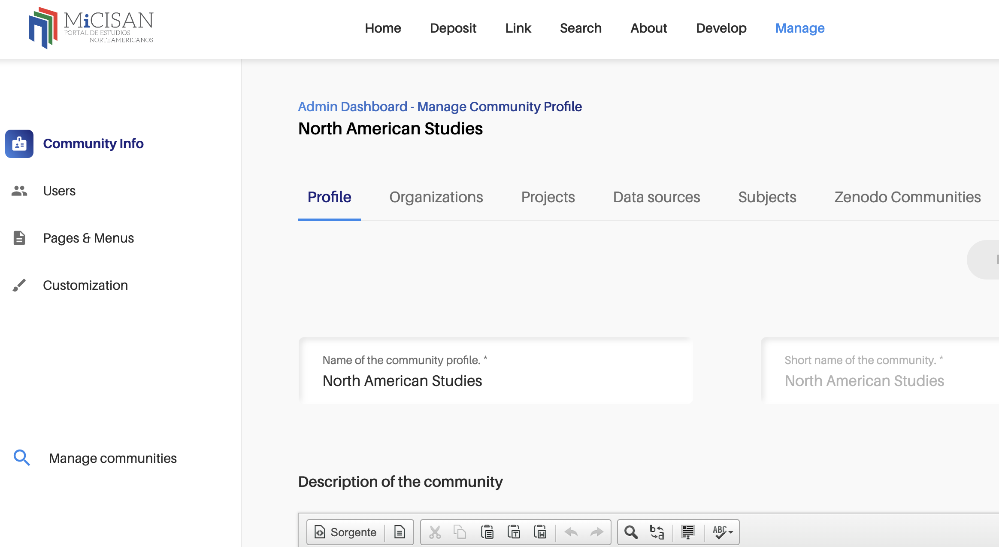 MiCISAN
PORTAL DE ESTUDIOS
NORTEAMERICANOS
Home Deposit Link Search About Develop Manage
Community Info
Users
Pages & Menus
Customization
Manage communities
Admin Dashboard - Manage Community Profile
North American Studies
Profile Organizations Projects Data sources Subjects Zenodo Communities
Name of the community profile. *
North American Studies
Short name of the community. *
North American Studies
Description of the community
Sorgente
ABC